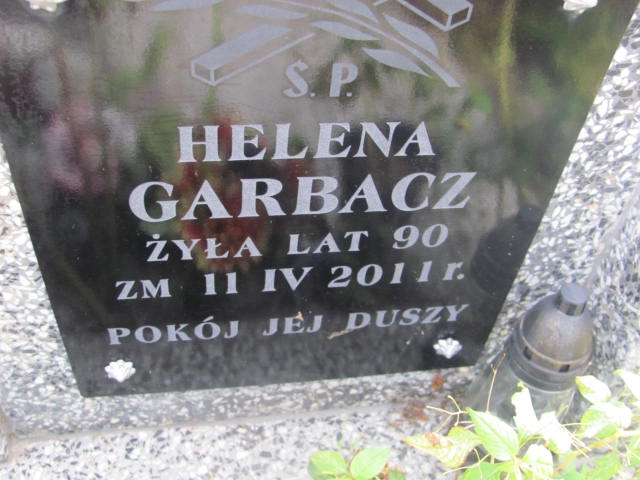 Ś.P.
HELENA
GARBACZ
ŻYŁA LAT 90
ZM 11 IV 2011 r.
POKÓJ JEJ DUSZY